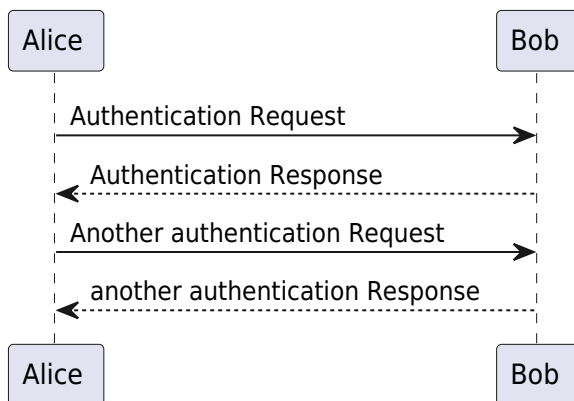 Alice
Bob
Authentication Request
Authentication Response
Another authentication Request
another authentication Response
Alice
Bob